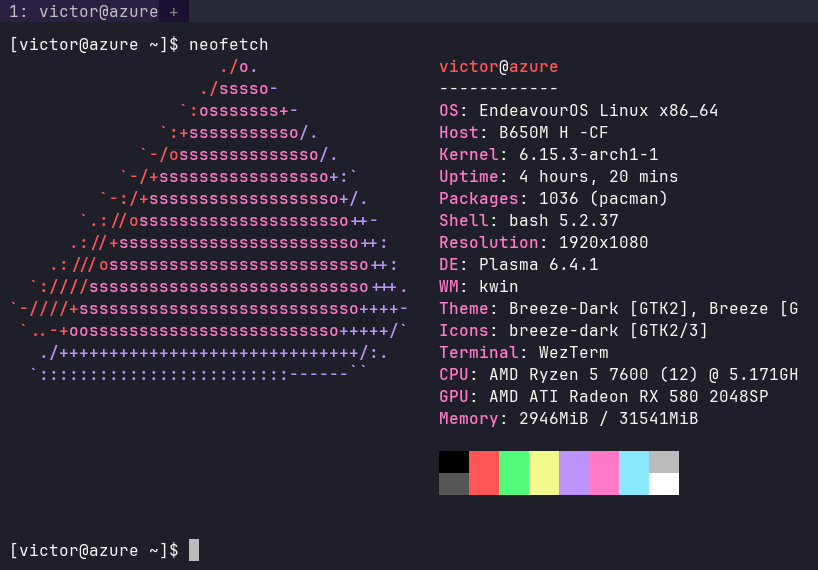 1: victor@azure +
[victor@azure ~]$ neofetch
                     ./o.                  victor@azure
                   ./sssso-                ------------
                 `:osssssss+-              OS: EndeavourOS Linux x86_64
               `:+sssssssssso/.            Host: B650M H -CF
             `-/ossssssssssssso/.          Kernel: 6.15.3-arch1-1
           `-/+sssssssssssssssso+:`        Uptime: 4 hours, 20 mins
         `-:/+sssssssssssssssssso+/.       Packages: 1036 (pacman)
       `.://osssssssssssssssssssso++-      Shell: bash 5.2.37
      .://+ssssssssssssssssssssssso++:     Resolution: 1920x1080
    .:///ossssssssssssssssssssssssso++:    DE: Plasma 6.4.1
  `:////ssssssssssssssssssssssssssso+++.   WM: kwin
`-////+ssssssssssssssssssssssssssso++++-   Theme: Breeze-Dark [GTK2], Breeze [G
 `..-+oosssssssssssssssssssssssso+++++/`   Icons: breeze-dark [GTK2/3]
   ./++++++++++++++++++++++++++++++/:.     Terminal: WezTerm
  `:::::::::::::::::::::::::------``       CPU: AMD Ryzen 5 7600 (12) @ 5.171GH
                                           GPU: AMD ATI Radeon RX 580 2048SP
                                           Memory: 2946MiB / 31541MiB
[victor@azure ~]$